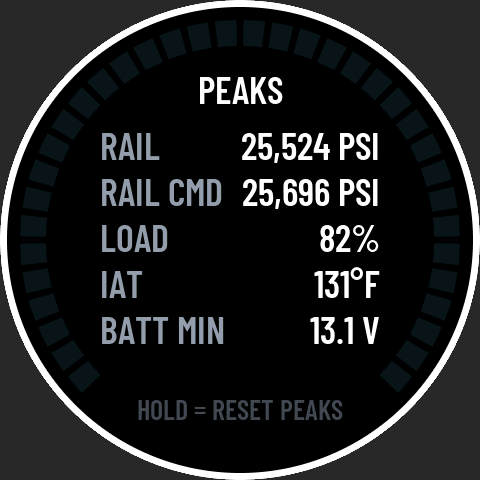 PEAKS
RAIL 25,524 PSI
RAIL CMD 25,696 PSI
LOAD 82%
IAT 131°F
BATT MIN 13.1 V
HOLD = RESET PEAKS